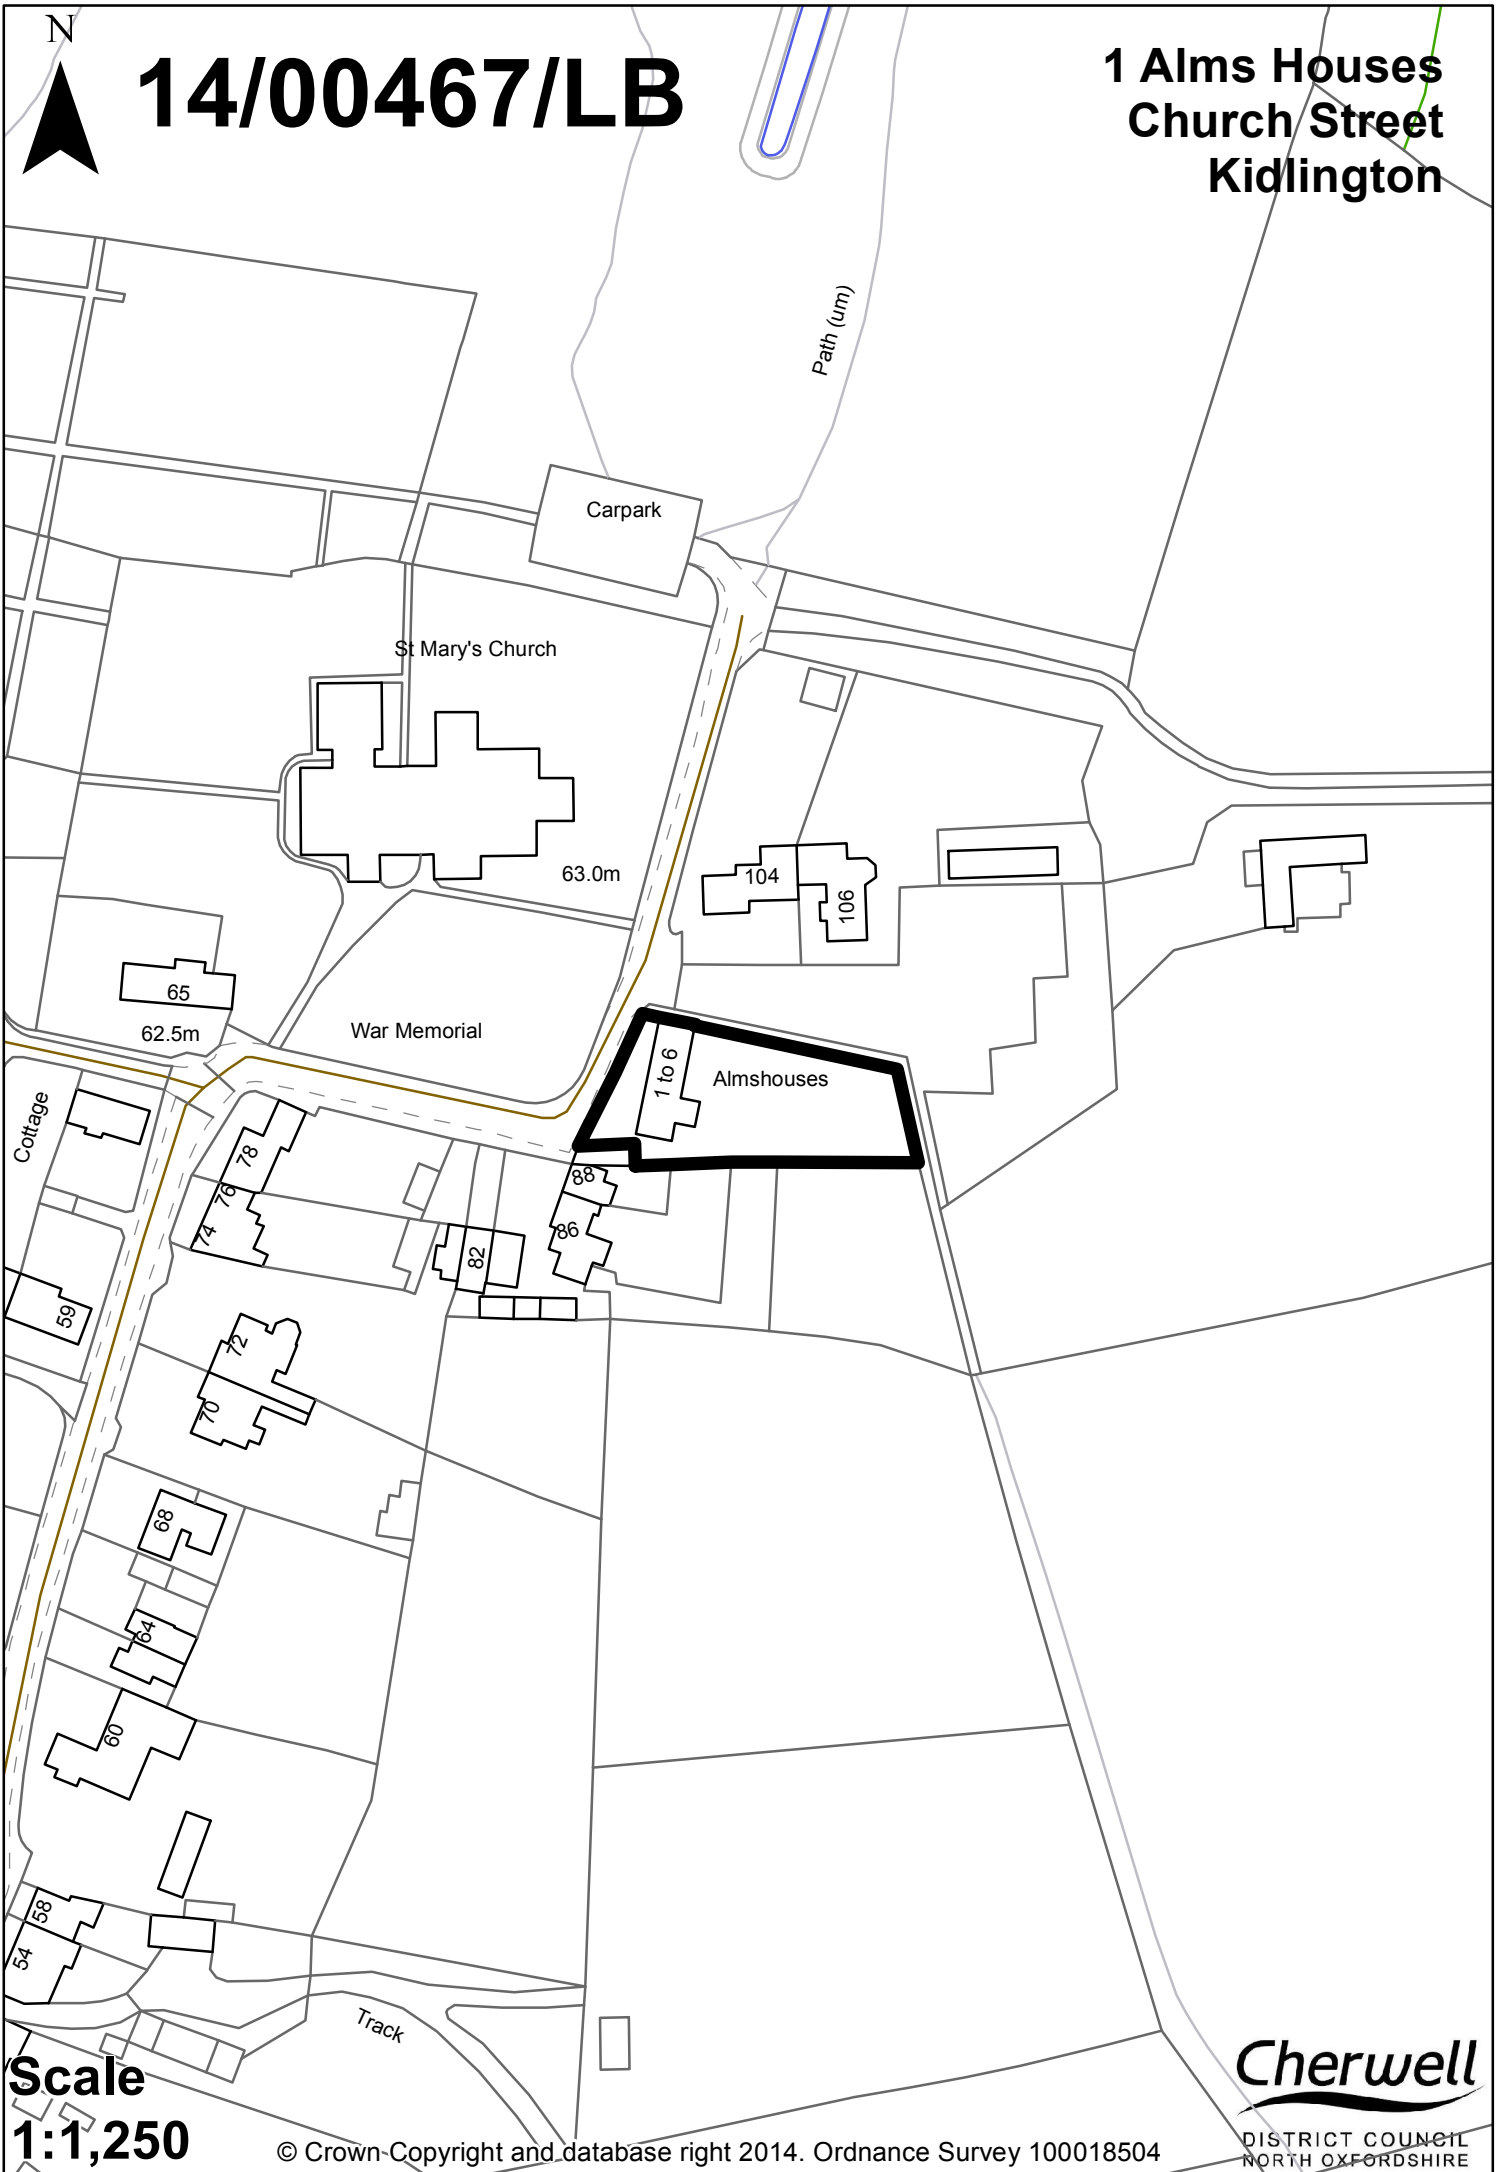 N
14/00467/LB
1 Alms Houses
Church Street
Kidlington
Path (um)
Carpark
St Mary's Church
63.0m
104
106
65
62.5m
War Memorial
1 to 6
Almshouses
Cottage
78
76
74
88
86
82
59
72
70
68
64
60
58
54
Track
Scale
1:1,250
© Crown Copyright and database right 2014. Ordnance Survey 100018504
Cherwell
DISTRICT COUNCIL
NORTH OXFORDSHIRE